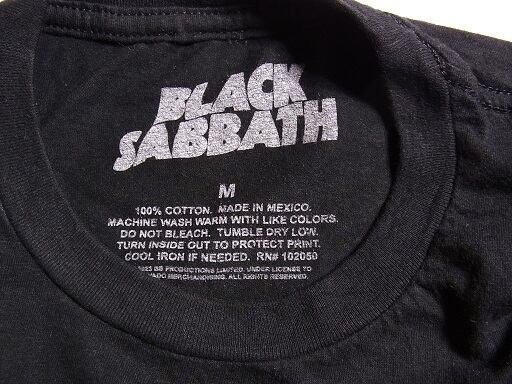 BLACK
SABBATH
M
100% COTTON. MADE IN MEXICO.
MACHINE WASH WARM WITH LIKE COLORS.
DO NOT BLEACH. TUMBLE DRY LOW.
TURN INSIDE OUT TO PROTECT PRINT.
COOL IRON IF NEEDED. RN# 102050
BS PRODUCTIONS LIMITED. UNDER LICENSE TO
MERCHANDISING. ALL RIGHTS RESERVED.